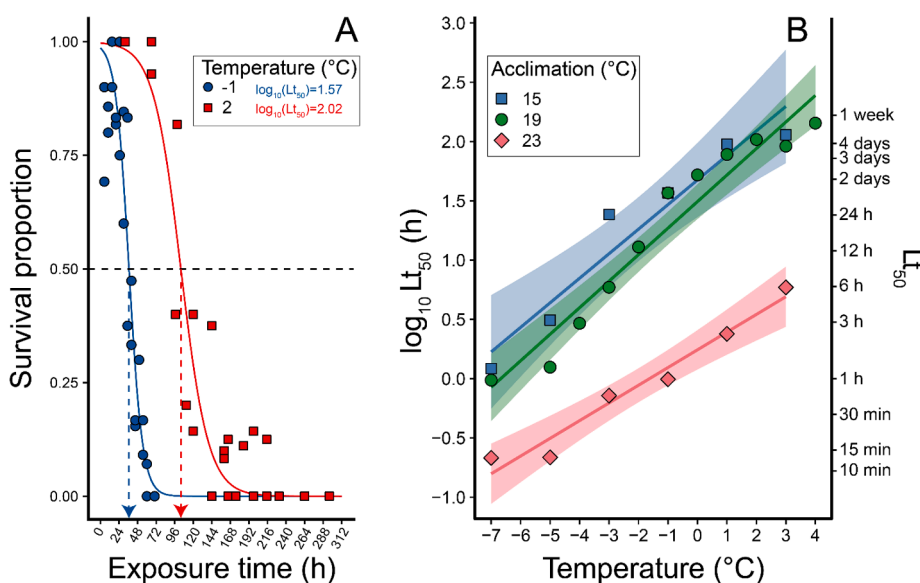 A
Survival proportion
1.00
0.75
0.50
0.25
0.00
Temperature (°C)
-1 log10(Lt50)=1.57
2 log10(Lt50)=2.02
0 24 48 72 96 120 144 168 192 216 240 264 288 312
Exposure time (h)
B
log10 Lt50 (h)
3.0
2.5
2.0
1.5
1.0
0.5
0.0
−0.5
−1.0
Acclimation (°C)
15
19
23
1 week
4 days
3 days
2 days
24 h
12 h
6 h
3 h
1 h
30 min
15 min
10 min
Lt50
−7 −6 −5 −4 −3 −2 −1 0 1 2 3 4
Temperature (°C)